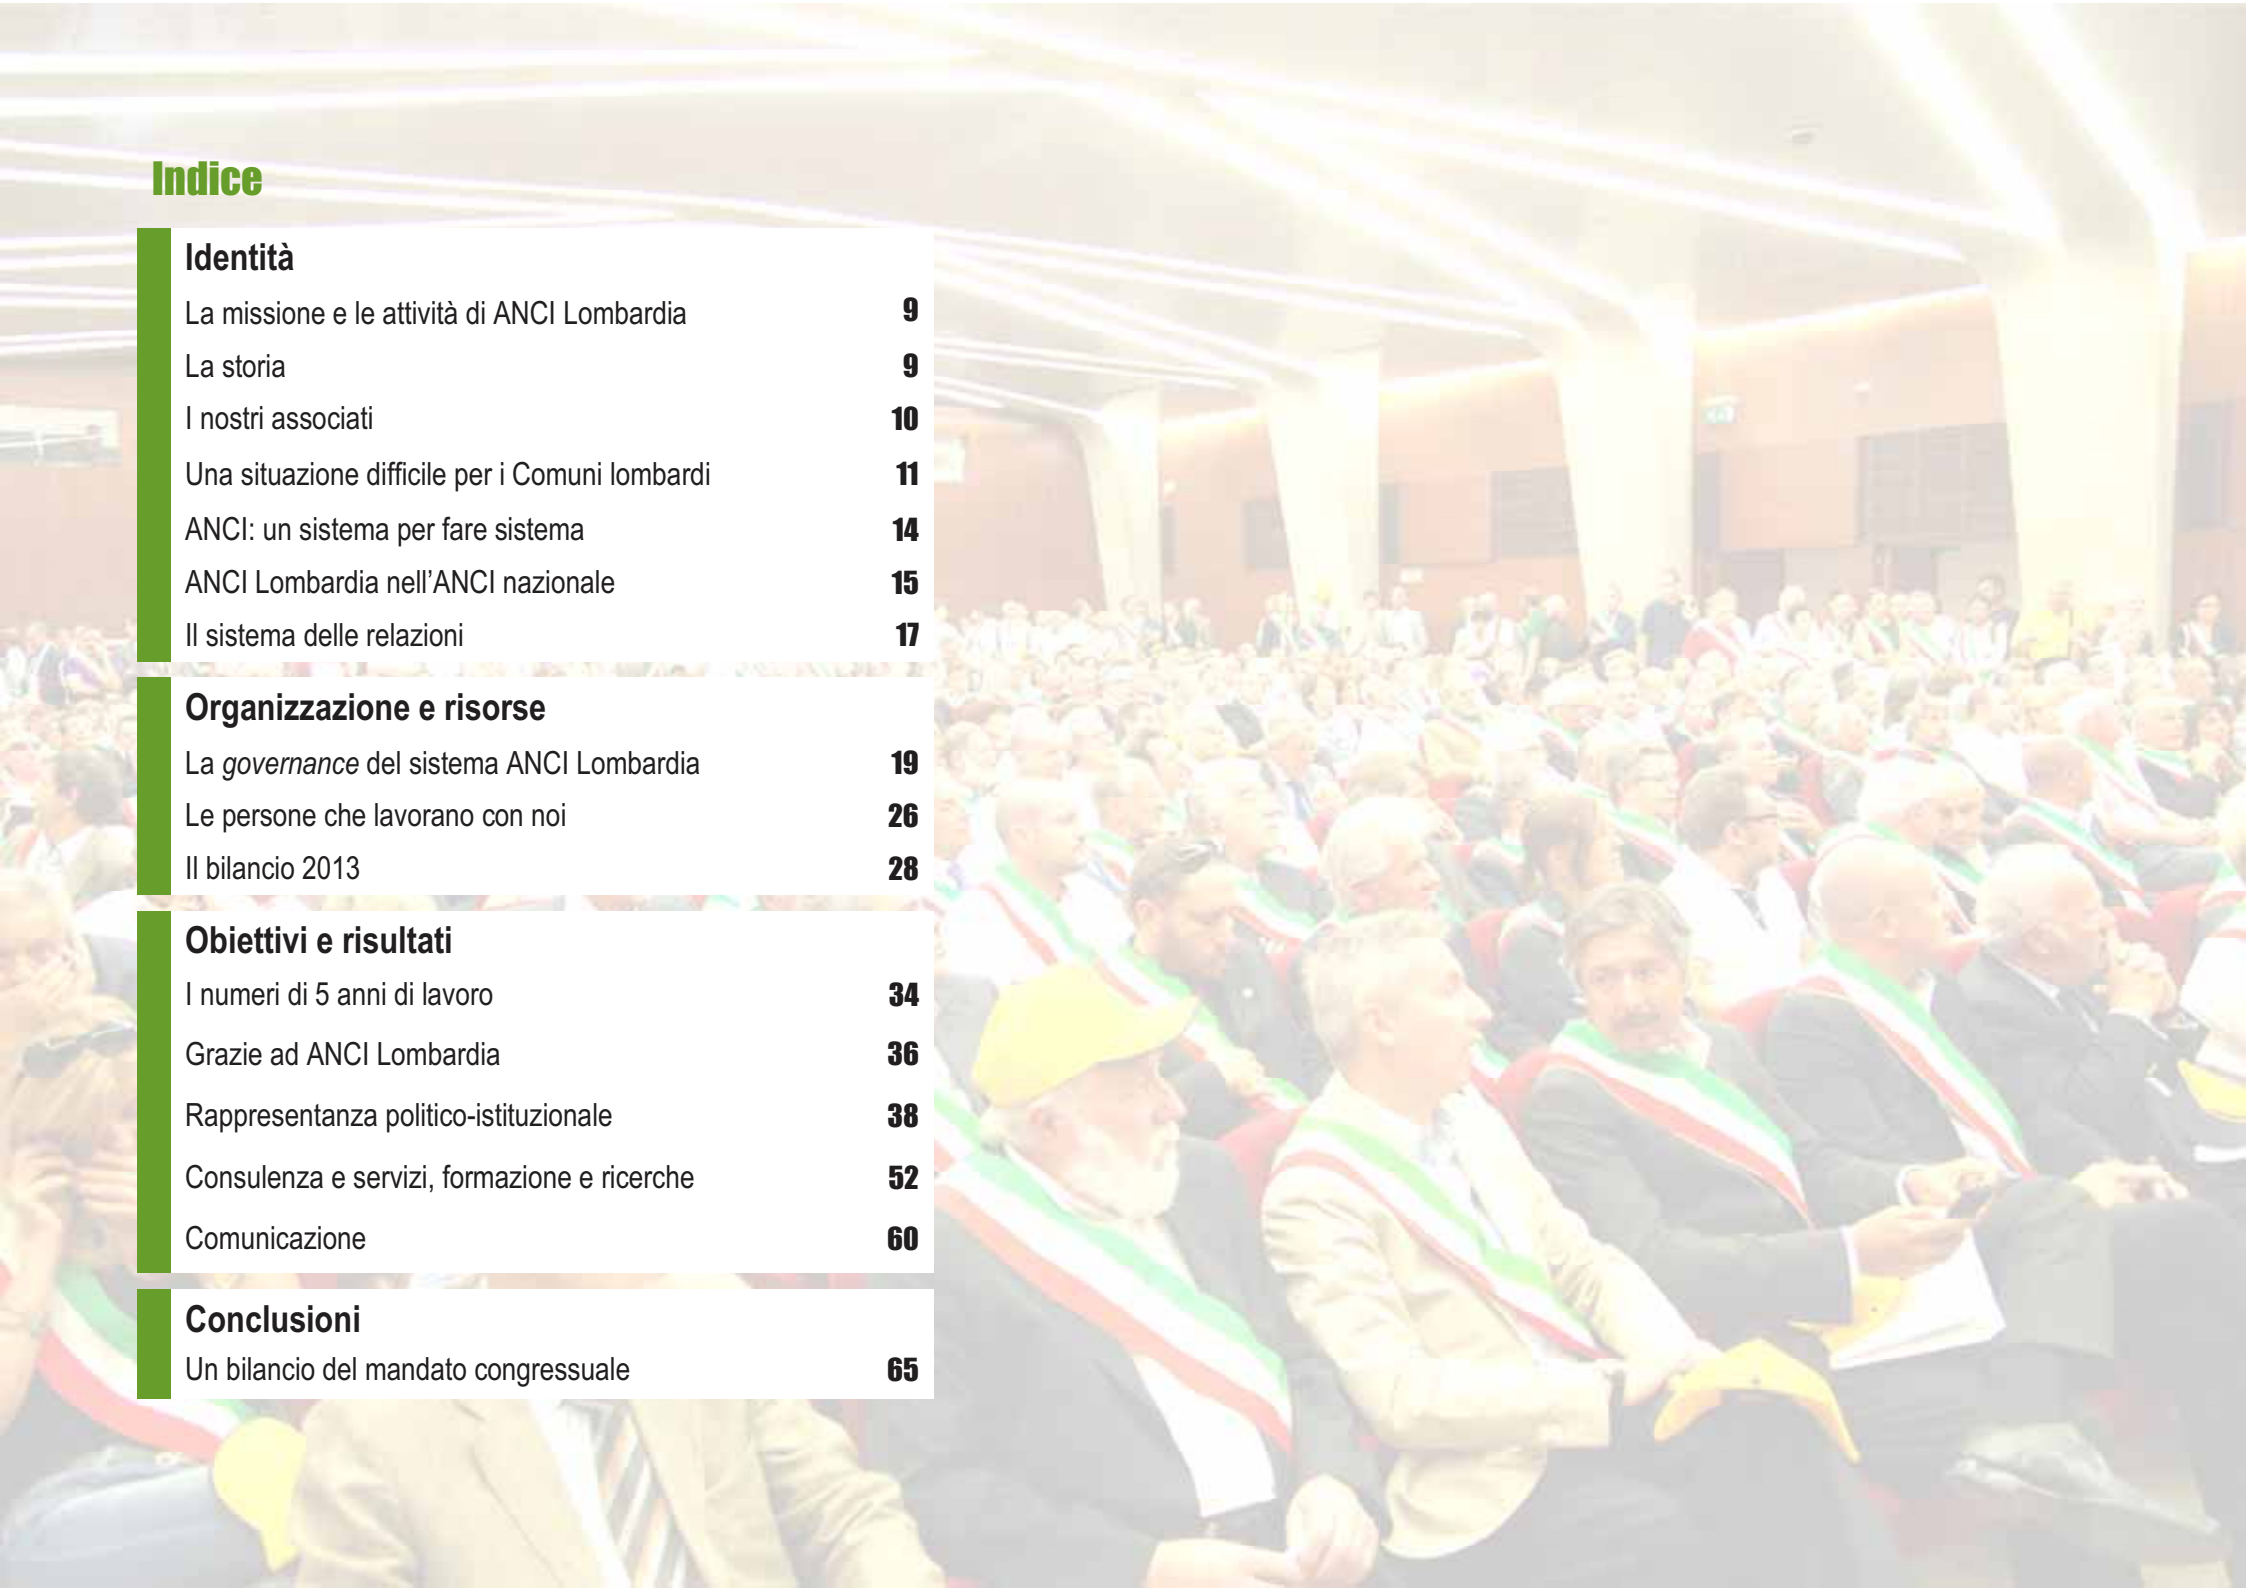 Indice
Identità
La missione e le attività di ANCI Lombardia 9
La storia 9
I nostri associati 10
Una situazione difficile per i Comuni lombardi 11
ANCI: un sistema per fare sistema 14
ANCI Lombardia nell'ANCI nazionale 15
Il sistema delle relazioni 17
Organizzazione e risorse
La governance del sistema ANCI Lombardia 19
Le persone che lavorano con noi 26
Il bilancio 2013 28
Obiettivi e risultati
I numeri di 5 anni di lavoro 34
Grazie ad ANCI Lombardia 36
Rappresentanza politico-istituzionale 38
Consulenza e servizi, formazione e ricerche 52
Comunicazione 60
Conclusioni
Un bilancio del mandato congressuale 65